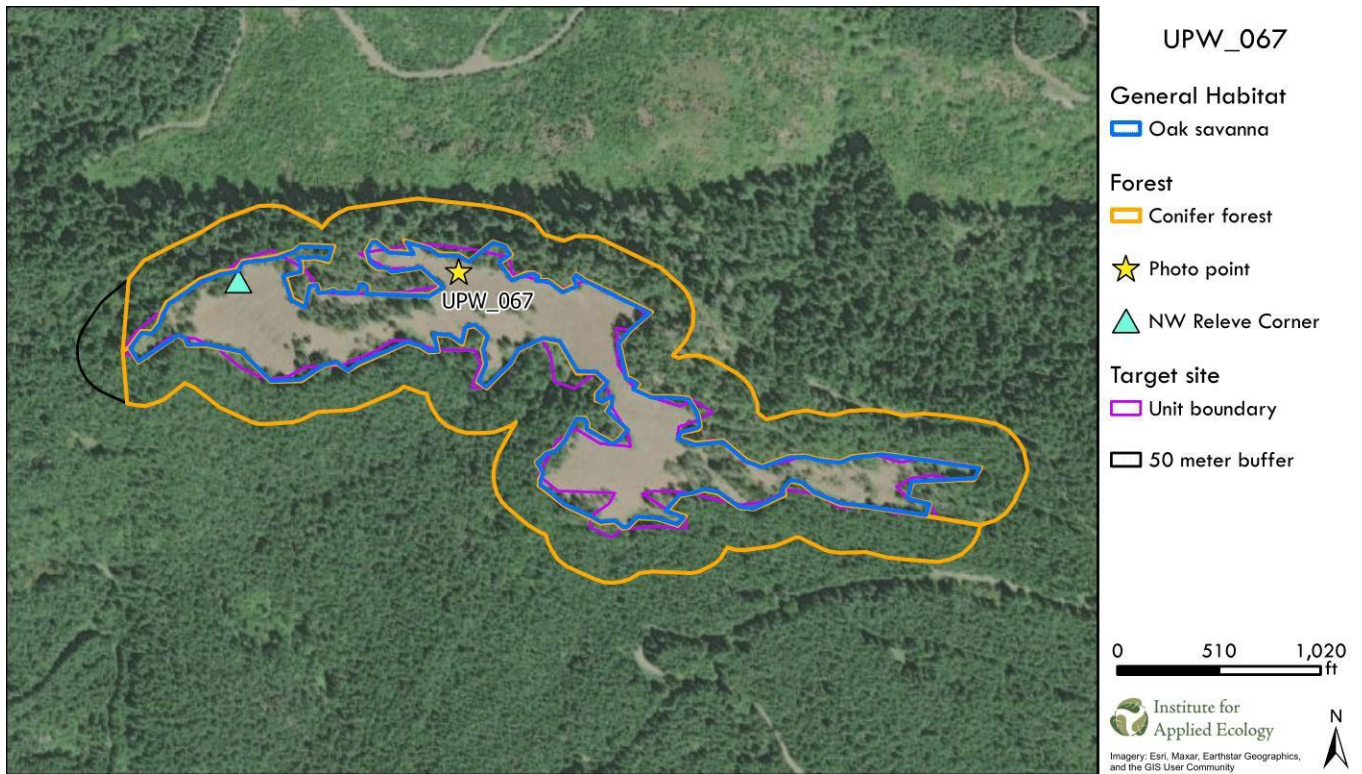 UPW_067
UPW_067
General Habitat
Oak savanna
Forest
Conifer forest
Photo point
NW Releve Corner
Target site
Unit boundary
50 meter buffer
0 510 1,020
ft
Institute for
Applied Ecology
N
Imagery: Esri, Maxar, Earthstar Geographics,
and the GIS User Community